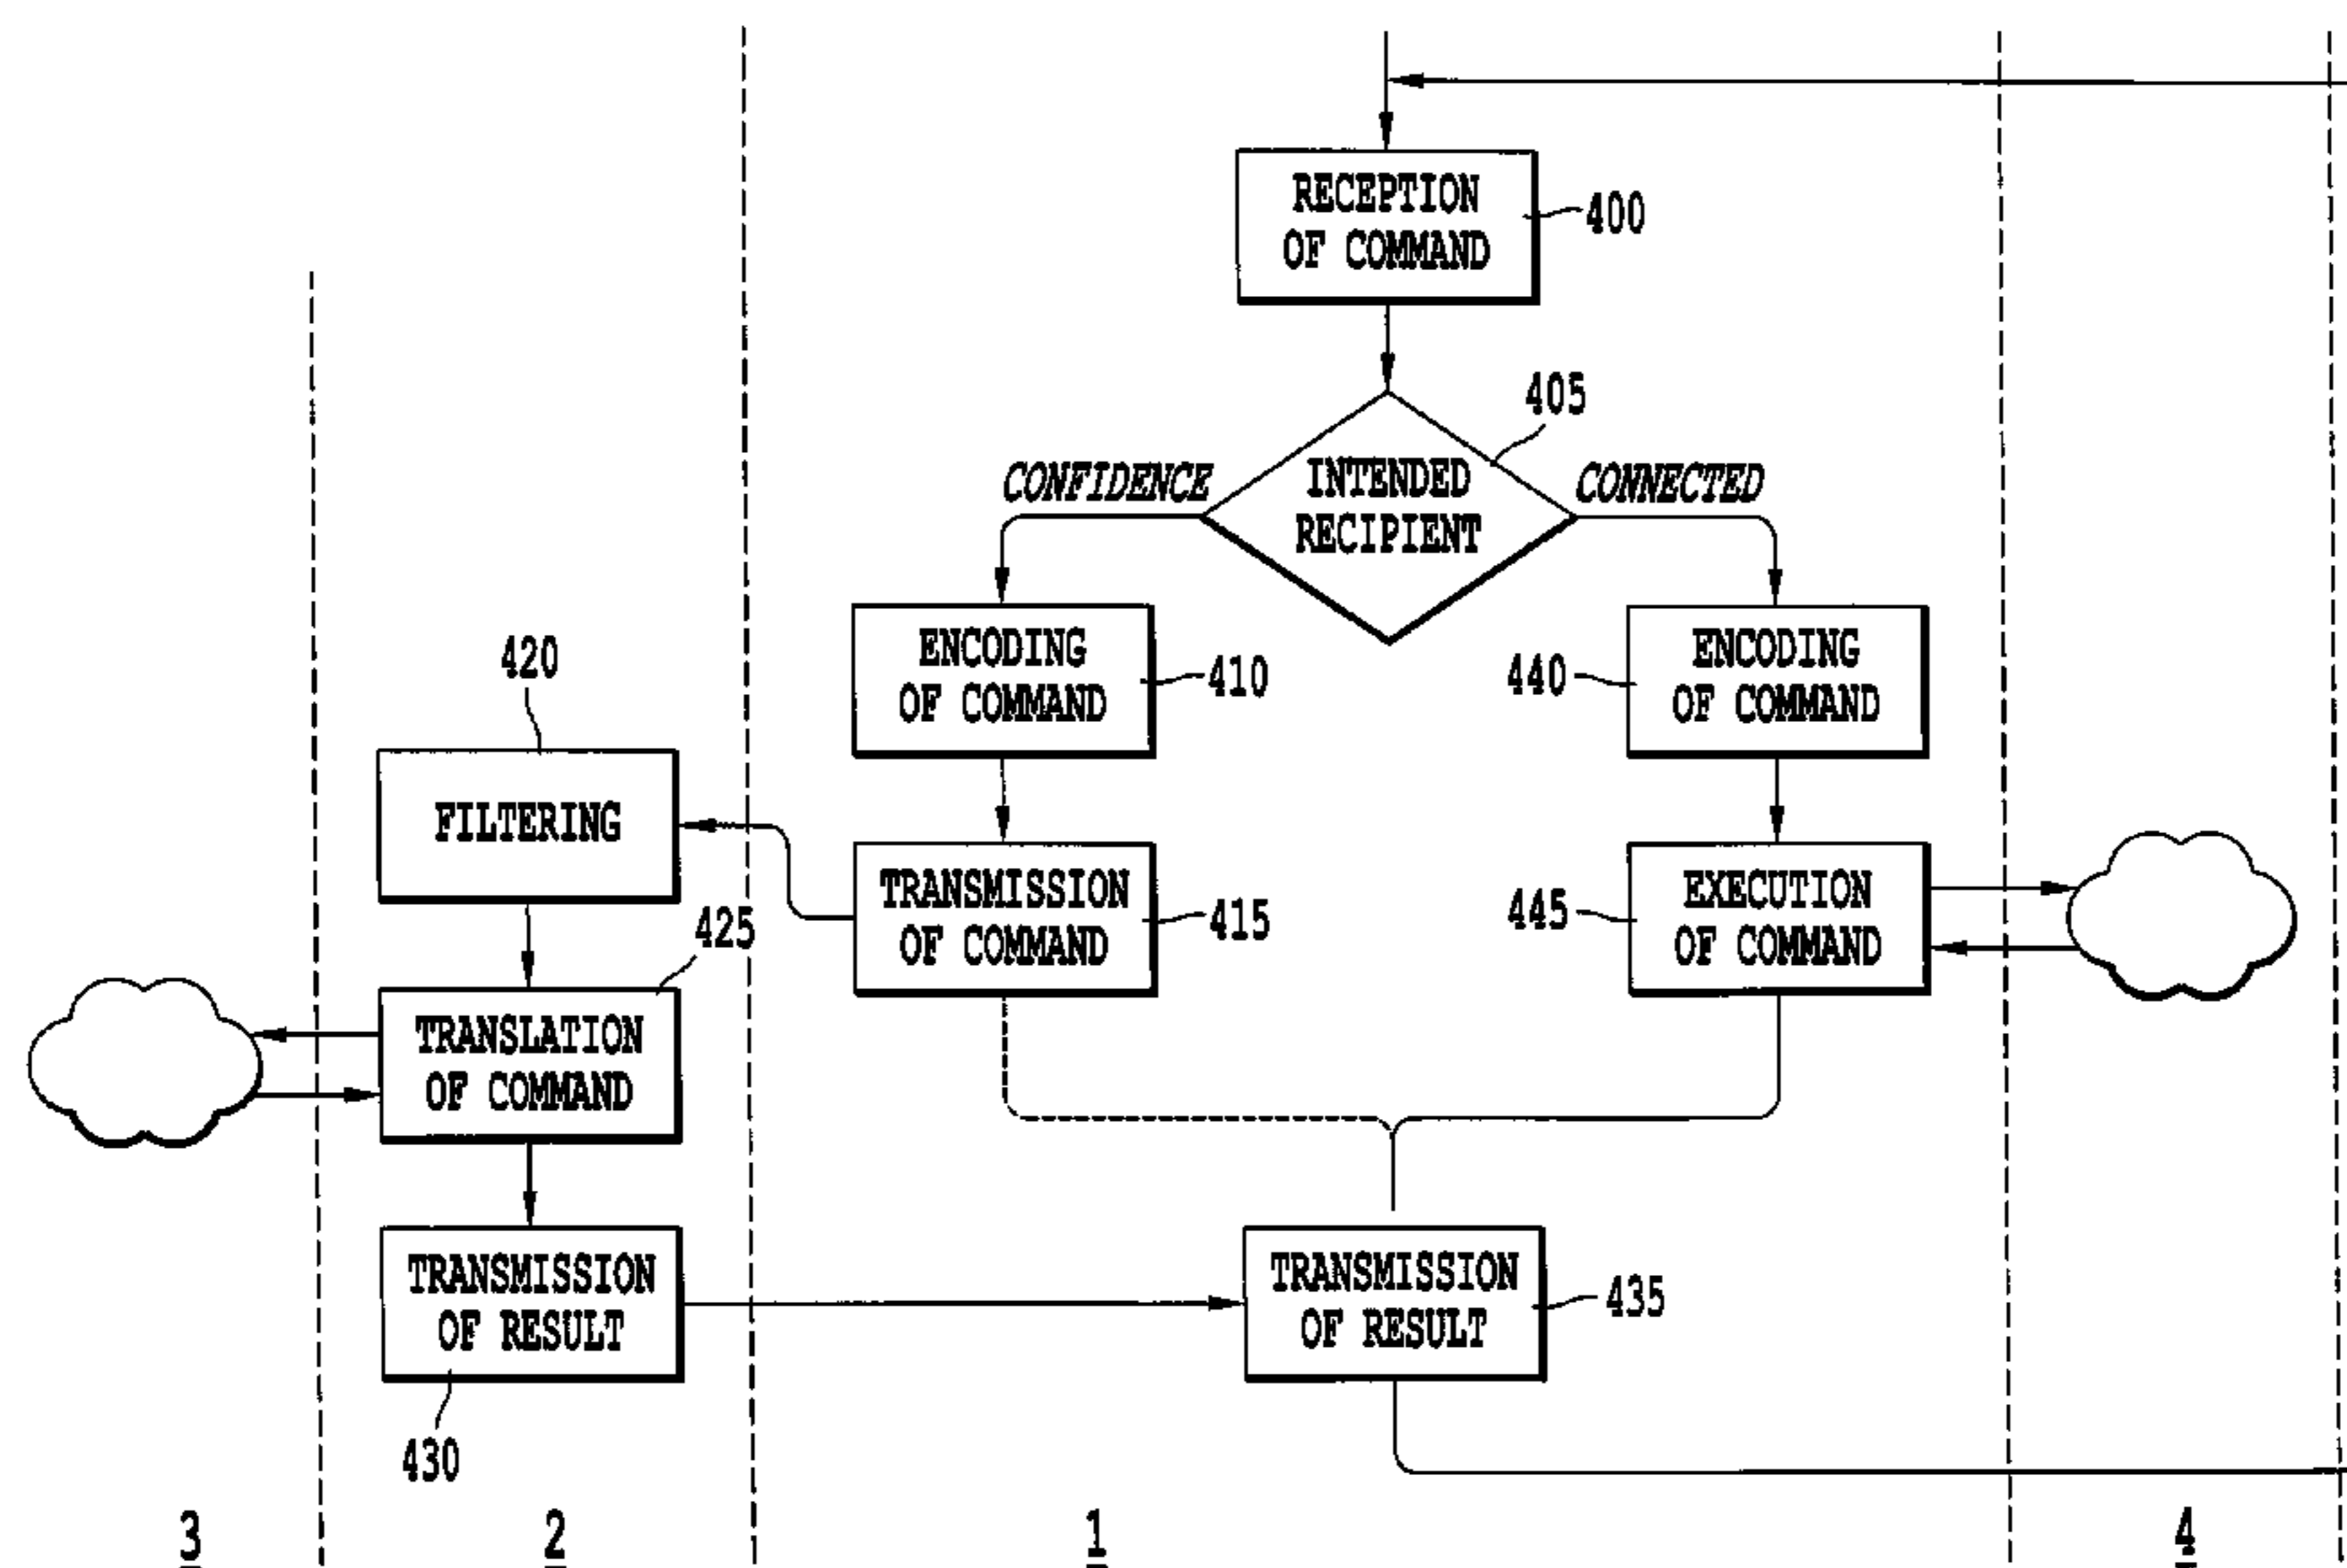 RECEPTION
OF COMMAND
400
405
CONFIDENCE
INTENDED
RECIPIENT
CONNECTED
420
ENCODING
OF COMMAND
410
440
ENCODING
OF COMMAND
FILTERING
425
TRANSMISSION
OF COMMAND
415
445
EXECUTION
OF COMMAND
TRANSLATION
OF COMMAND
TRANSMISSION
OF RESULT
430
TRANSMISSION
OF RESULT
435
3
2
1
4